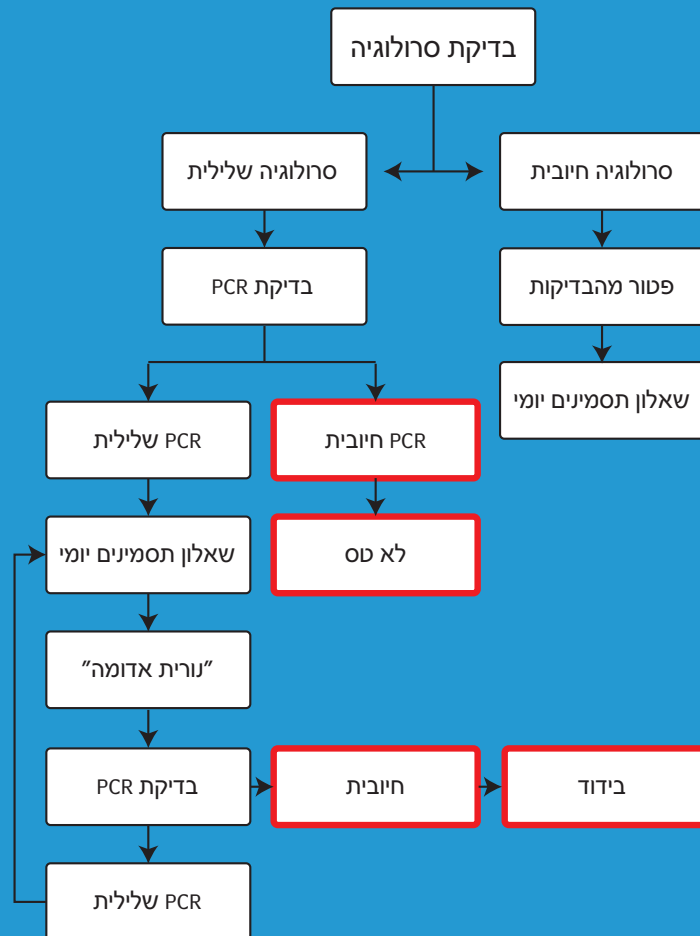 בדיקת סרולוגיה
סרולוגיה חיובית
סרולוגיה שלילית
פטור מהבדיקות
בדיקת PCR
שאלון תסמינים יומי
PCR חיובית
PCR שלילית
לא טס
שאלון תסמינים יומי
"נורית אדומה"
בדיקת PCR
חיובית
בידוד
PCR שלילית